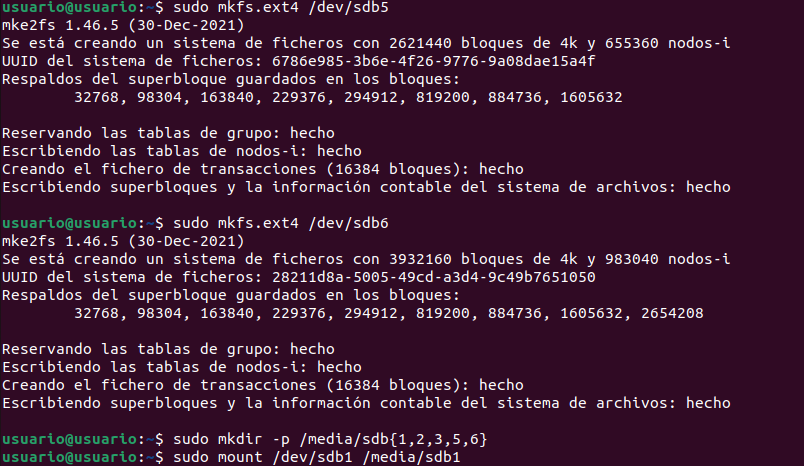 usuario@usuario:~$ sudo mkfs.ext4 /dev/sdb5
mke2fs 1.46.5 (30-Dec-2021)
Se está creando un sistema de ficheros con 2621440 bloques de 4k y 655360 nodos-i
UUID del sistema de ficheros: 6786e985-3b6e-4f26-9776-9a08dae15a4f
Respaldos del superbloque guardados en los bloques:
32768, 98304, 163840, 229376, 294912, 819200, 884736, 1605632
Reservando las tablas de grupo: hecho
Escribiendo las tablas de nodos-i: hecho
Creando el fichero de transacciones (16384 bloques): hecho
Escribiendo superbloques y la información contable del sistema de archivos: hecho
usuario@usuario:~$ sudo mkfs.ext4 /dev/sdb6
mke2fs 1.46.5 (30-Dec-2021)
Se está creando un sistema de ficheros con 3932160 bloques de 4k y 983040 nodos-i
UUID del sistema de ficheros: 28211d8a-5005-49cd-a3d4-9c49b7651050
Respaldos del superbloque guardados en los bloques:
32768, 98304, 163840, 229376, 294912, 819200, 884736, 1605632, 2654208
Reservando las tablas de grupo: hecho
Escribiendo las tablas de nodos-i: hecho
Creando el fichero de transacciones (16384 bloques): hecho
Escribiendo superbloques y la información contable del sistema de archivos: hecho
usuario@usuario:~$ sudo mkdir -p /media/sdb{1,2,3,5,6}
usuario@usuario:~$ sudo mount /dev/sdb1 /media/sdb1